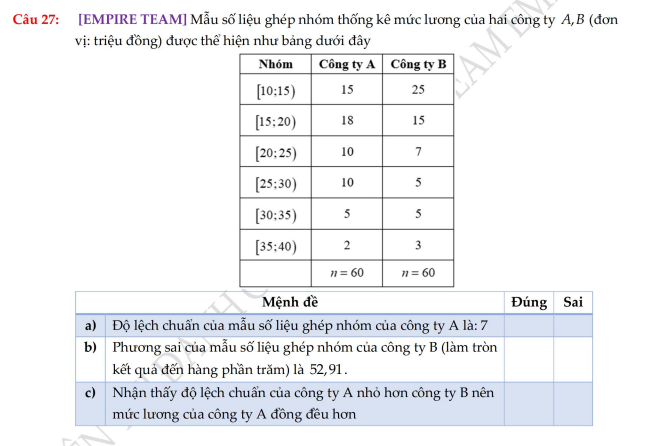 Câu 27: [EMPIRE TEAM] Mẫu số liệu ghép nhóm thống kê mức lương của hai công ty A,B (đơn
vị: triệu đồng) được thể hiện như bảng dưới đây
Nhóm Công ty A Công ty B
[10;15) 15 25
[15;20) 18 15
[20;25) 10 7
[25;30) 10 5
[30;35) 5 5
[35;40) 2 3
n = 60 n = 60
Mệnh đề Đúng Sai
a) Độ lệch chuẩn của mẫu số liệu ghép nhóm của công ty A là: 7
b) Phương sai của mẫu số liệu ghép nhóm của công ty B (làm tròn
kết quả đến hàng phần trăm) là 52,91.
c) Nhận thấy độ lệch chuẩn của công ty A nhỏ hơn công ty B nên
mức lương của công ty A đồng đều hơn